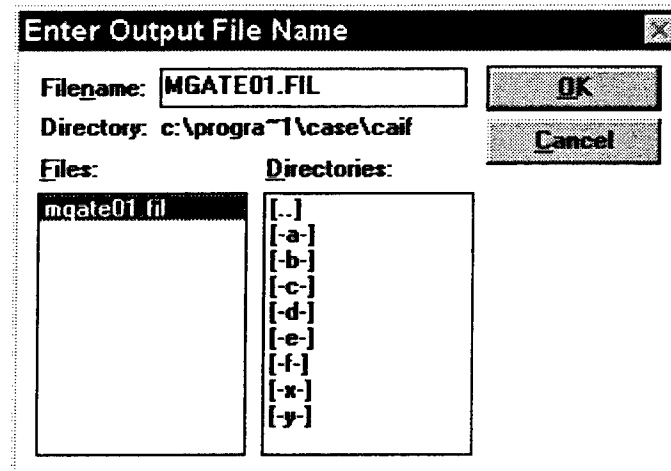 Enter Output File Name
Filename: MGATE01.FIL
OK
Directory: c:\progra~1\case\caif
Cancel
Files:
Directories:
mgate01.fil
[..]
[-a-]
[-b-]
[-c-]
[-d-]
[-e-]
[-f-]
[-x-]
[-y-]